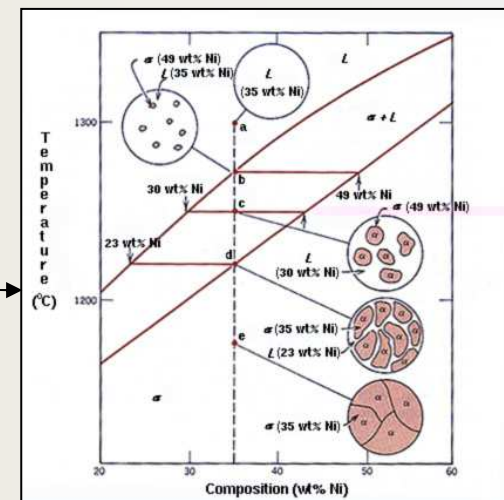 α (49 wt% Ni)
L (35 wt% Ni)
L
(35 wt% Ni)
L
α + L
1300
a
b
30 wt% Ni
c
49 wt% Ni
α (49 wt% Ni)
23 wt% Ni
d
L
(30 wt% Ni)
Temperature
(°C)
1200
α
α
α
α
α
α
α
α
α (35 wt% Ni)
L (23 wt% Ni)
e
α
α
α
α
α
α (35 wt% Ni)
20
30
40
50
60
Composition (wt% Ni)